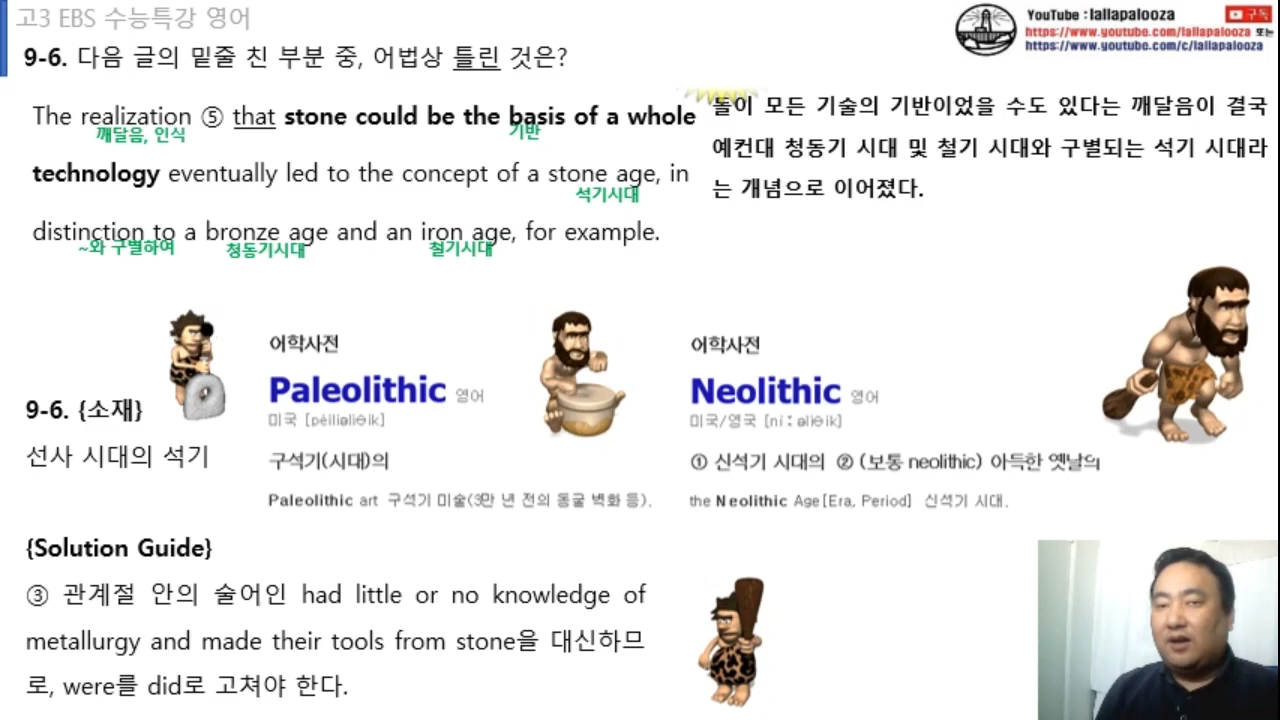 고3 EBS 수능특강 영어
YouTube : lallapalooza
구독
https://www.youtube.com/lallapalooza 또는
https://www.youtube.com/c/lallapalooza
9-6. 다음 글의 밑줄 친 부분 중, 어법상 틀린 것은?
The realization ⑤ that stone could be the basis of a whole
깨달음, 인식
기반
technology eventually led to the concept of a stone age, in
석기시대
distinction to a bronze age and an iron age, for example.
~와 구별하여
청동기시대
철기시대
돌이 모든 기술의 기반이었을 수도 있다는 깨달음이 결국
예컨대 청동기 시대 및 철기 시대와 구별되는 석기 시대라
는 개념으로 이어졌다.
9-6. {소재}
선사 시대의 석기
어학사전
Paleolithic 영어
미국 [pèiliəliθik]
구석기(시대)의
Paleolithic art 구석기 미술(3만 년 전의 동굴 벽화 등).
어학사전
Neolithic 영어
미국/영국 [níːəliθik]
① 신석기 시대의 ② (보통 neolithic) 아득한 옛날의
the Neolithic Age[Era, Period] 신석기 시대.
{Solution Guide}
③ 관계절 안의 술어인 had little or no knowledge of
metallurgy and made their tools from stone을 대신하므
로, were를 did로 고쳐야 한다.